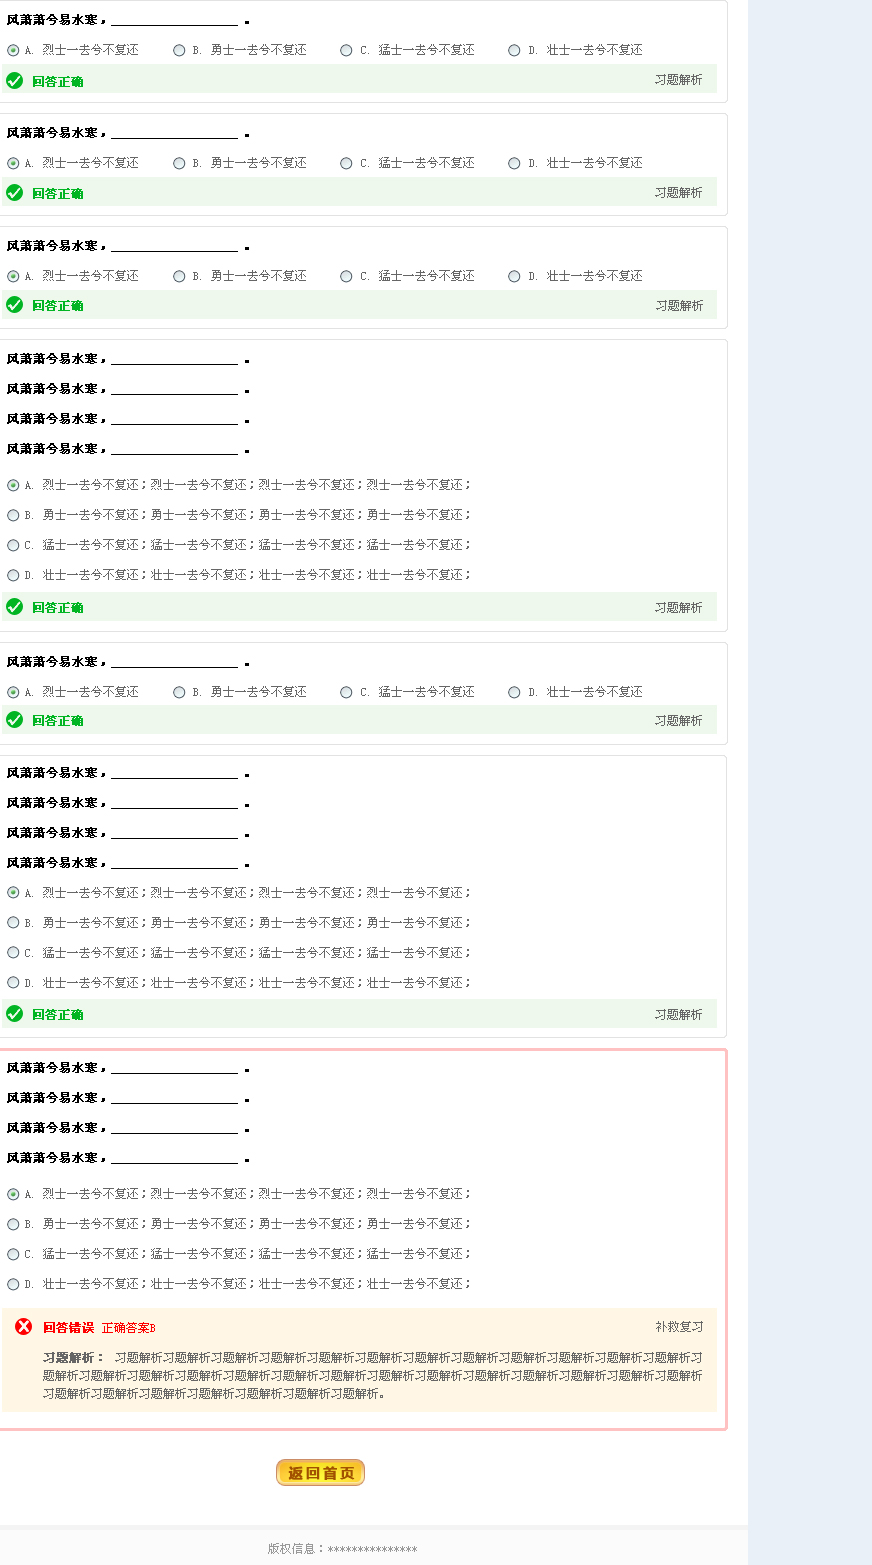 风萧萧兮易水寒，___________________ 。
A. 烈士一去兮不复还 B. 勇士一去兮不复还 C. 猛士一去兮不复还 D. 壮士一去兮不复还
回答正确 习题解析
风萧萧兮易水寒，___________________ 。
A. 烈士一去兮不复还 B. 勇士一去兮不复还 C. 猛士一去兮不复还 D. 壮士一去兮不复还
回答正确 习题解析
风萧萧兮易水寒，___________________ 。
A. 烈士一去兮不复还 B. 勇士一去兮不复还 C. 猛士一去兮不复还 D. 壮士一去兮不复还
回答正确 习题解析
风萧萧兮易水寒，___________________ 。
风萧萧兮易水寒，___________________ 。
风萧萧兮易水寒，___________________ 。
风萧萧兮易水寒，___________________ 。
A. 烈士一去兮不复还；烈士一去兮不复还；烈士一去兮不复还；烈士一去兮不复还；
B. 勇士一去兮不复还；勇士一去兮不复还；勇士一去兮不复还；勇士一去兮不复还；
C. 猛士一去兮不复还；猛士一去兮不复还；猛士一去兮不复还；猛士一去兮不复还；
D. 壮士一去兮不复还；壮士一去兮不复还；壮士一去兮不复还；壮士一去兮不复还；
回答正确 习题解析
风萧萧兮易水寒，___________________ 。
A. 烈士一去兮不复还 B. 勇士一去兮不复还 C. 猛士一去兮不复还 D. 壮士一去兮不复还
回答正确 习题解析
风萧萧兮易水寒，___________________ 。
风萧萧兮易水寒，___________________ 。
风萧萧兮易水寒，___________________ 。
风萧萧兮易水寒，___________________ 。
A. 烈士一去兮不复还；烈士一去兮不复还；烈士一去兮不复还；烈士一去兮不复还；
B. 勇士一去兮不复还；勇士一去兮不复还；勇士一去兮不复还；勇士一去兮不复还；
C. 猛士一去兮不复还；猛士一去兮不复还；猛士一去兮不复还；猛士一去兮不复还；
D. 壮士一去兮不复还；壮士一去兮不复还；壮士一去兮不复还；壮士一去兮不复还；
回答正确 习题解析
风萧萧兮易水寒，___________________ 。
风萧萧兮易水寒，___________________ 。
风萧萧兮易水寒，___________________ 。
风萧萧兮易水寒，___________________ 。
A. 烈士一去兮不复还；烈士一去兮不复还；烈士一去兮不复还；烈士一去兮不复还；
B. 勇士一去兮不复还；勇士一去兮不复还；勇士一去兮不复还；勇士一去兮不复还；
C. 猛士一去兮不复还；猛士一去兮不复还；猛士一去兮不复还；猛士一去兮不复还；
D. 壮士一去兮不复还；壮士一去兮不复还；壮士一去兮不复还；壮士一去兮不复还；
回答错误 正确答案B 补救复习
习题解析： 习题解析习题解析习题解析习题解析习题解析习题解析习题解析习题解析习题解析习题解析习题解析习题解析习
题解析习题解析习题解析习题解析习题解析习题解析习题解析习题解析习题解析习题解析习题解析习题解析习题解析习题解析
习题解析习题解析习题解析习题解析习题解析习题解析习题解析。
返回首页
版权信息：***************